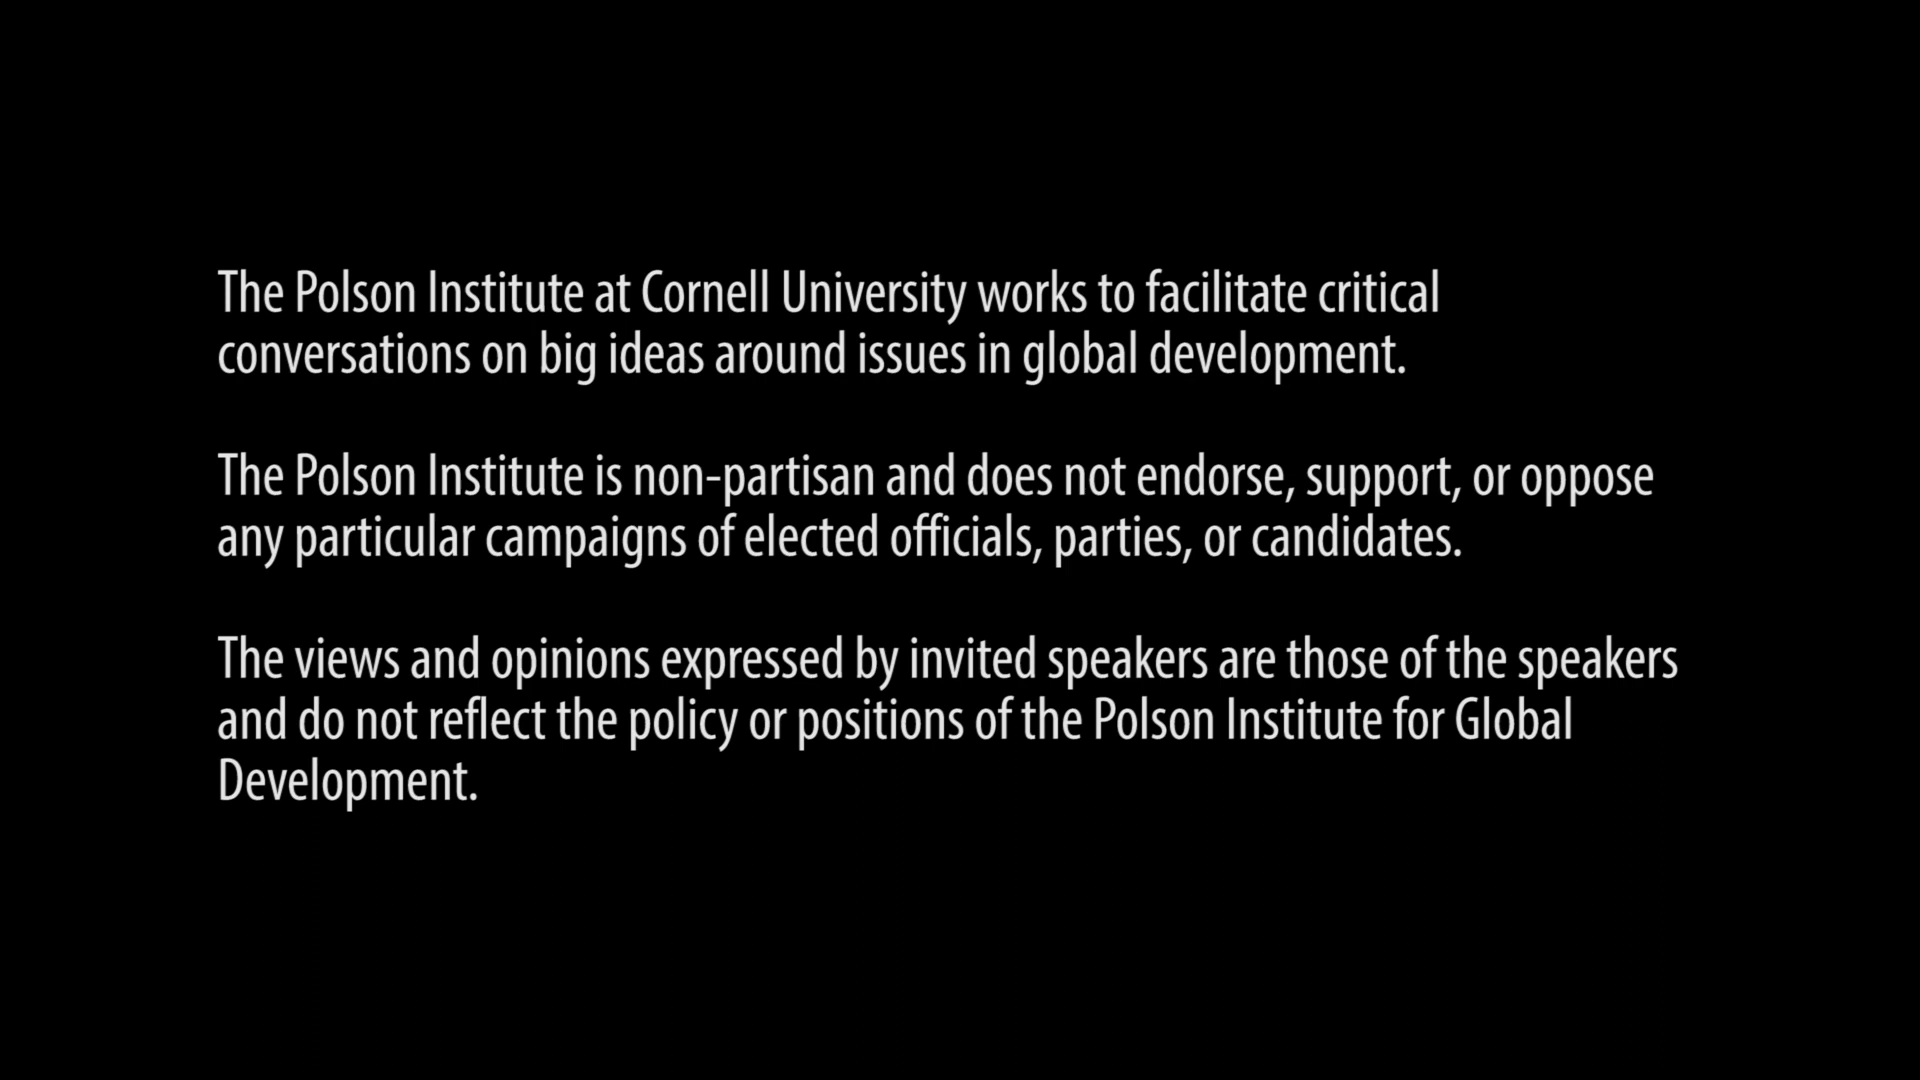 The Polson Institute at Cornell University works to facilitate critical
conversations on big ideas around issues in global development.
The Polson Institute is non-partisan and does not endorse, support, or oppose
any particular campaigns of elected officials, parties, or candidates.
The views and opinions expressed by invited speakers are those of the speakers
and do not reflect the policy or positions of the Polson Institute for Global
Development.